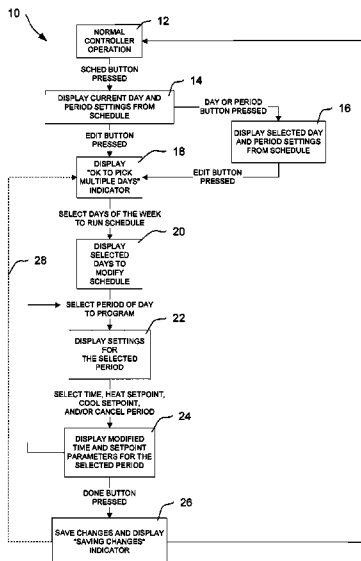 10
12
NORMAL
CONTROLLER
OPERATION
SCHED BUTTON
PRESSED
14
DISPLAY CURRENT DAY AND
PERIOD SETTINGS FROM
SCHEDULE
DAY OR PERIOD
BUTTON PRESSED
16
DISPLAY SELECTED DAY
AND PERIOD SETTINGS
FROM SCHEDULE
EDIT BUTTON
PRESSED
EDIT BUTTON
PRESSED
18
DISPLAY
"OK TO PICK
MULTIPLE DAYS"
INDICATOR
SELECT DAYS OF THE WEEK
TO RUN SCHEDULE
20
DISPLAY
SELECTED
DAYS TO
MODIFY
SCHEDULE
28
SELECT PERIOD OF DAY
TO PROGRAM
22
DISPLAY SETTINGS
FOR
THE SELECTED
PERIOD
SELECT TIME, HEAT SETPOINT,
COOL SETPOINT,
AND/OR CANCEL PERIOD
24
DISPLAY MODIFIED
TIME AND SETPOINT
PARAMETERS FOR THE
SELECTED PERIOD
DONE BUTTON
PRESSED
26
SAVE CHANGES AND DISPLAY
"SAVING CHANGES"
INDICATOR